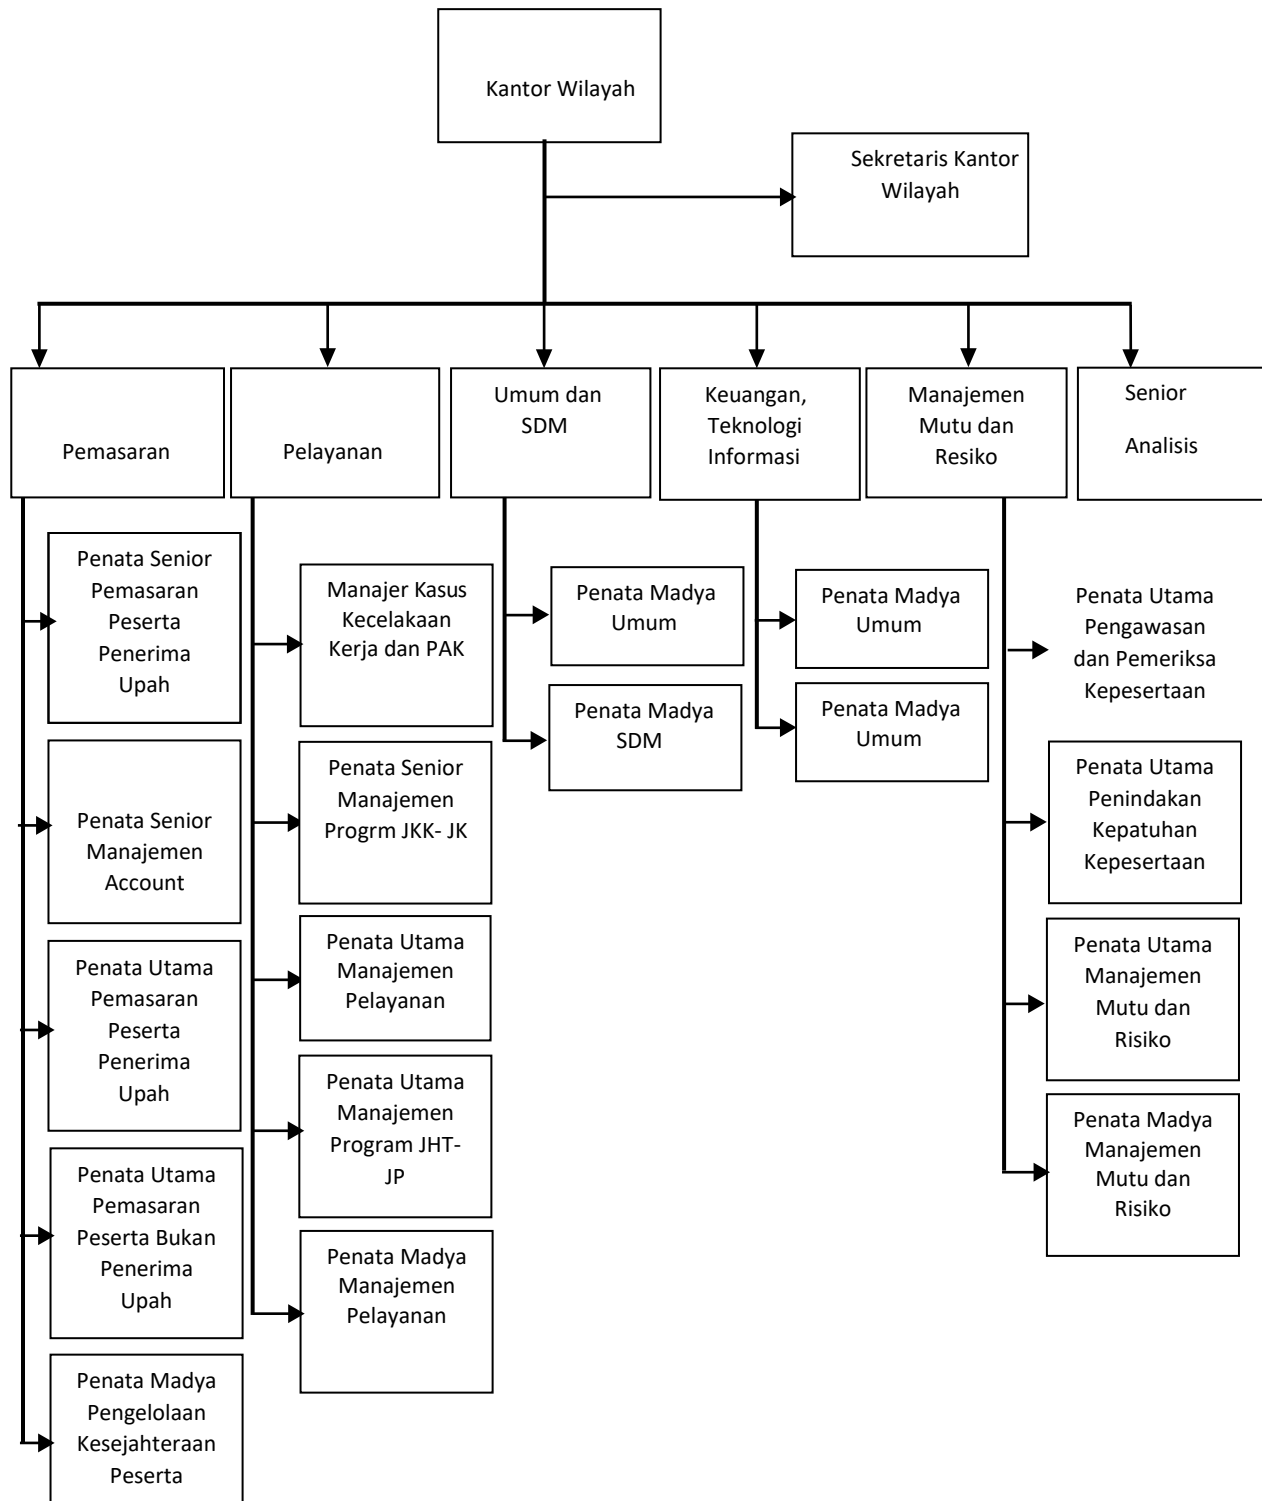 Kantor Wilayah
Sekretaris Kantor
Wilayah
Pemasaran
Pelayanan
Umum dan
SDM
Keuangan,
Teknologi
Informasi
Manajemen
Mutu dan
Resiko
Senior
Analisis
Penata Senior
Pemasaran
Peserta
Penerima
Upah
Penata Senior
Manajemen
Account
Penata Utama
Pemasaran
Peserta
Penerima
Upah
Penata Utama
Pemasaran
Peserta Bukan
Penerima
Upah
Penata Madya
Pengelolaan
Kesejahteraan
Peserta
Manajer Kasus
Kecelakaan
Kerja dan PAK
Penata Senior
Manajemen
Progrm JKK- JK
Penata Utama
Manajemen
Pelayanan
Penata Utama
Manajemen
Program JHT-
JP
Penata Madya
Manajemen
Pelayanan
Penata Madya
Umum
Penata Madya
SDM
Penata Madya
Umum
Penata Madya
Umum
Penata Utama
Pengawasan
dan Pemeriksa
Kepesertaan
Penata Utama
Penindakan
Kepatuhan
Kepesertaan
Penata Utama
Manajemen
Mutu dan
Risiko
Penata Madya
Manajemen
Mutu dan
Risiko